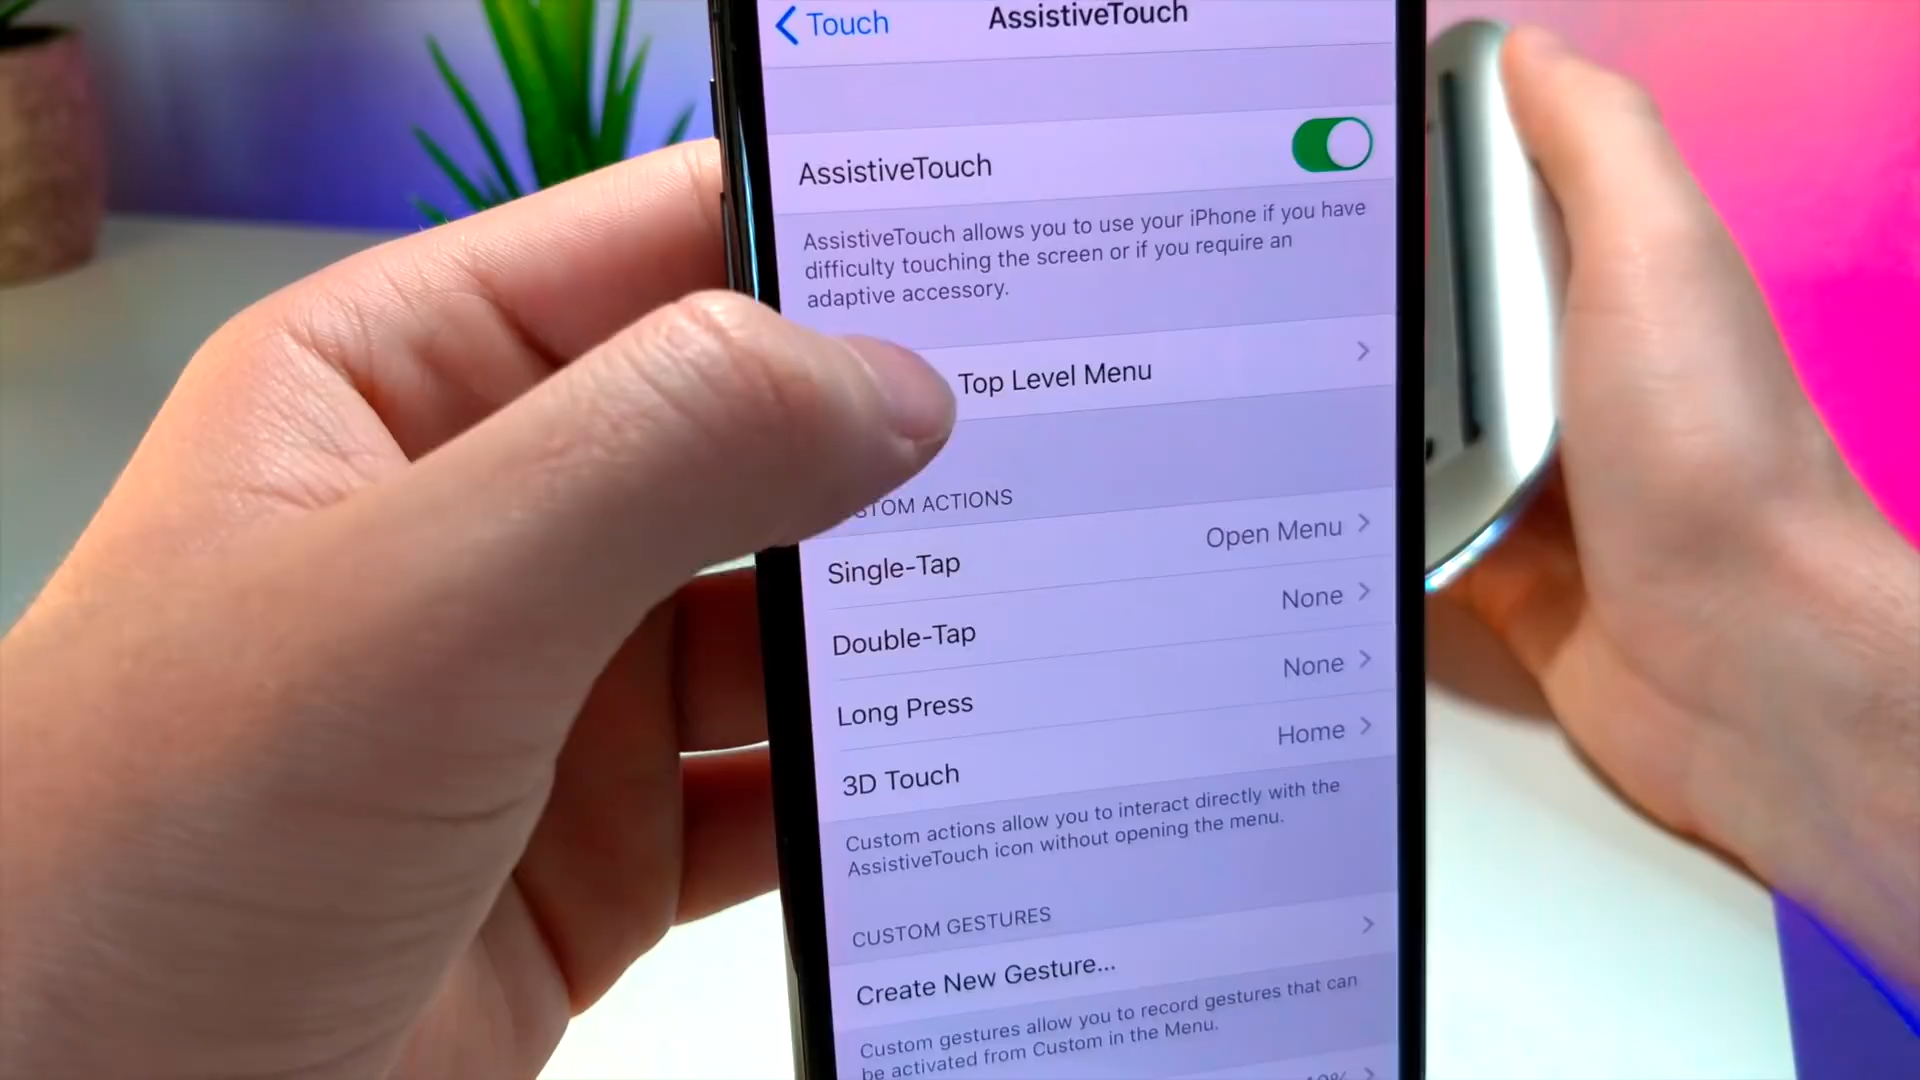 Touch
AssistiveTouch
AssistiveTouch
AssistiveTouch allows you to use your iPhone if you have
difficulty touching the screen or if you require an
adaptive accessory.
Top Level Menu
STOM ACTIONS
Single-Tap Open Menu
Double-Tap None
Long Press None
3D Touch Home
Custom actions allow you to interact directly with the
AssistiveTouch icon without opening the menu.
CUSTOM GESTURES
Create New Gesture...
Custom gestures allow you to record gestures that can
be activated from Custom in the Menu.